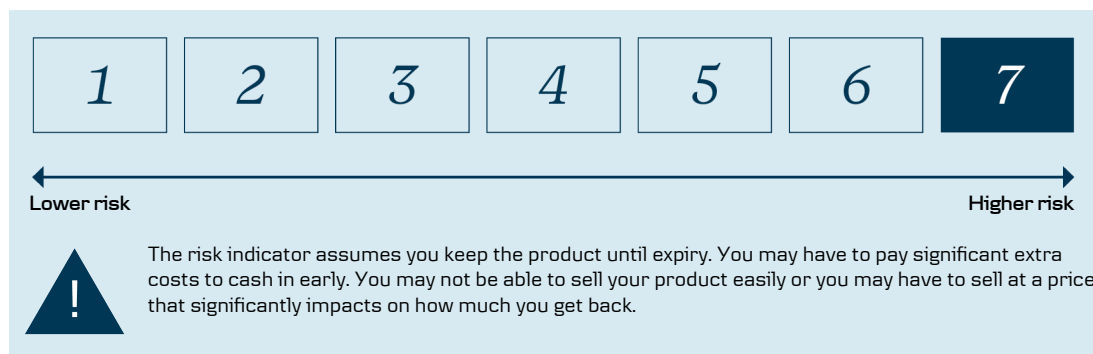 1 2 3 4 5 6 7
Lower risk Higher risk
!
The risk indicator assumes you keep the product until expiry. You may have to pay significant extra
costs to cash in early. You may not be able to sell your product easily or you may have to sell at a price
that significantly impacts on how much you get back.